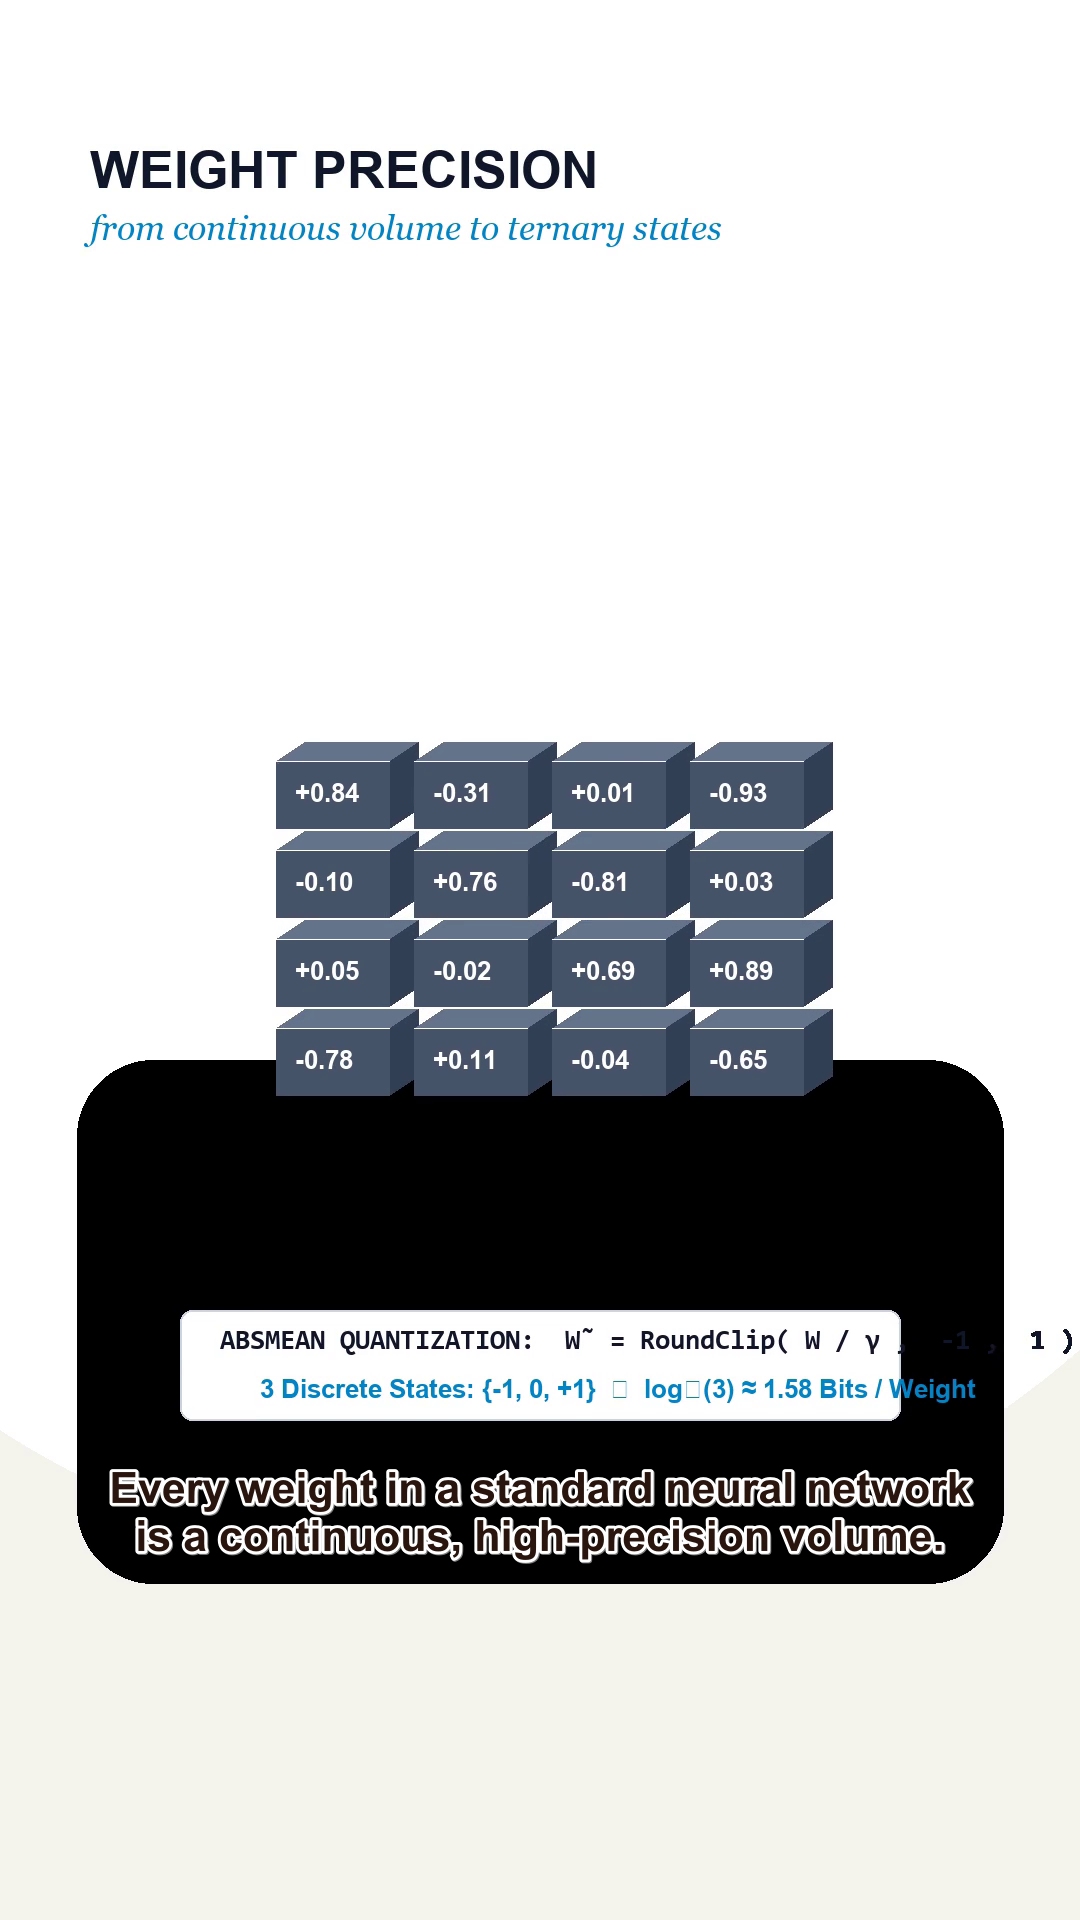 WEIGHT PRECISION
from continuous volume to ternary states
+0.84 -0.31 +0.01 -0.93
-0.10 +0.76 -0.81 +0.03
+0.05 -0.02 +0.69 +0.89
-0.78 +0.11 -0.04 -0.65
ABSMEAN QUANTIZATION: W˜ = RoundClip( W / γ , -1 , 1 )
3 Discrete States: {-1, 0, +1} □ log□(3) ≈ 1.58 Bits / Weight
Every weight in a standard neural network
is a continuous, high-precision volume.